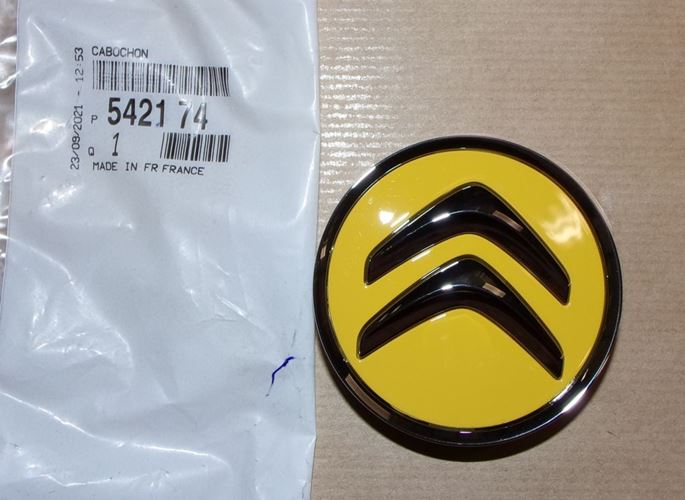 CABOCHON
P 5421 74
Q 1
MADE IN FR FRANCE
23/09/2021 - 12:53